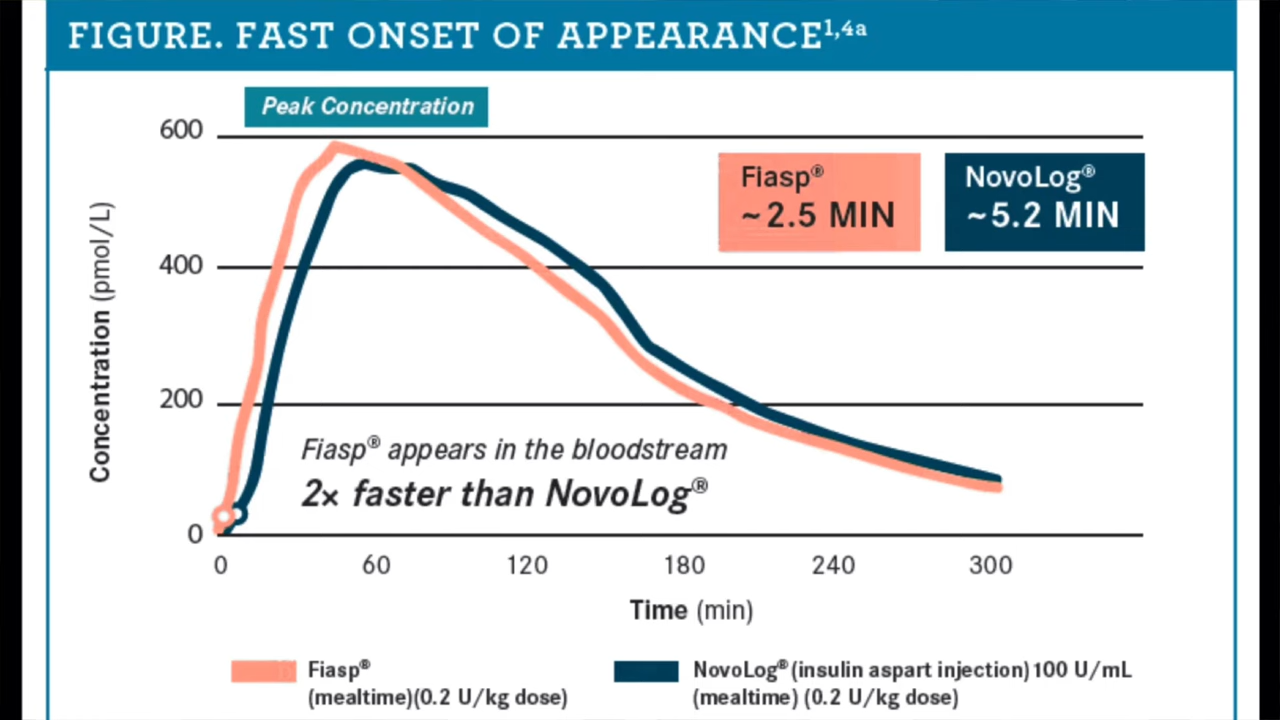 FIGURE. FAST ONSET OF APPEARANCE1,4a
Peak Concentration
600
400
200
0
Concentration (pmol/L)
Fiasp®
~2.5 MIN
NovoLog®
~5.2 MIN
Fiasp® appears in the bloodstream
2x faster than NovoLog®
0 60 120 180 240 300
Time (min)
Fiasp®
(mealtime)(0.2 U/kg dose)
NovoLog® (insulin aspart injection) 100 U/mL
(mealtime) (0.2 U/kg dose)